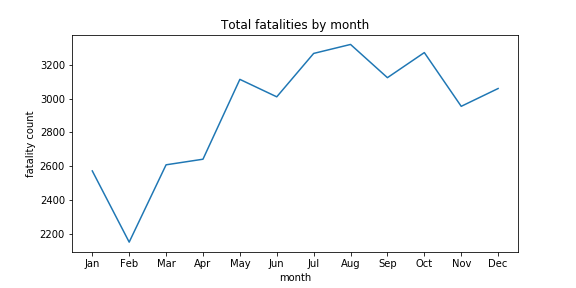 Total fatalities by month
fatality count
3200
3000
2800
2600
2400
2200
Jan Feb Mar Apr May Jun Jul Aug Sep Oct Nov Dec
month